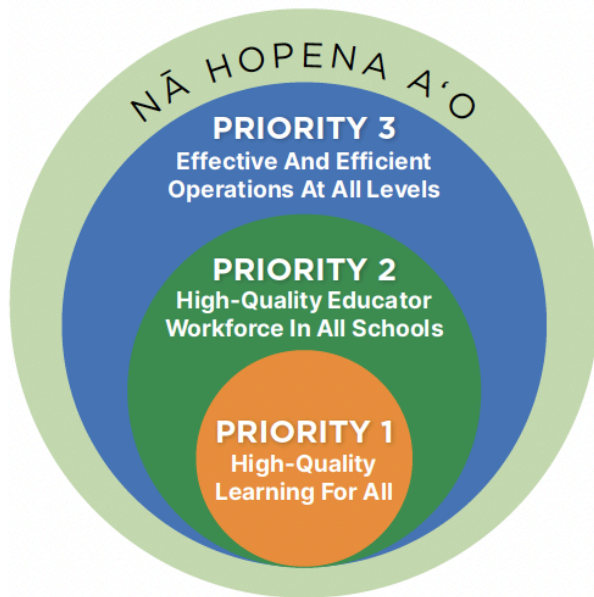 NĀ HOPENA AʻO
PRIORITY 3
Effective And Efficient
Operations At All Levels
PRIORITY 2
High-Quality Educator
Workforce In All Schools
PRIORITY 1
High-Quality
Learning For All